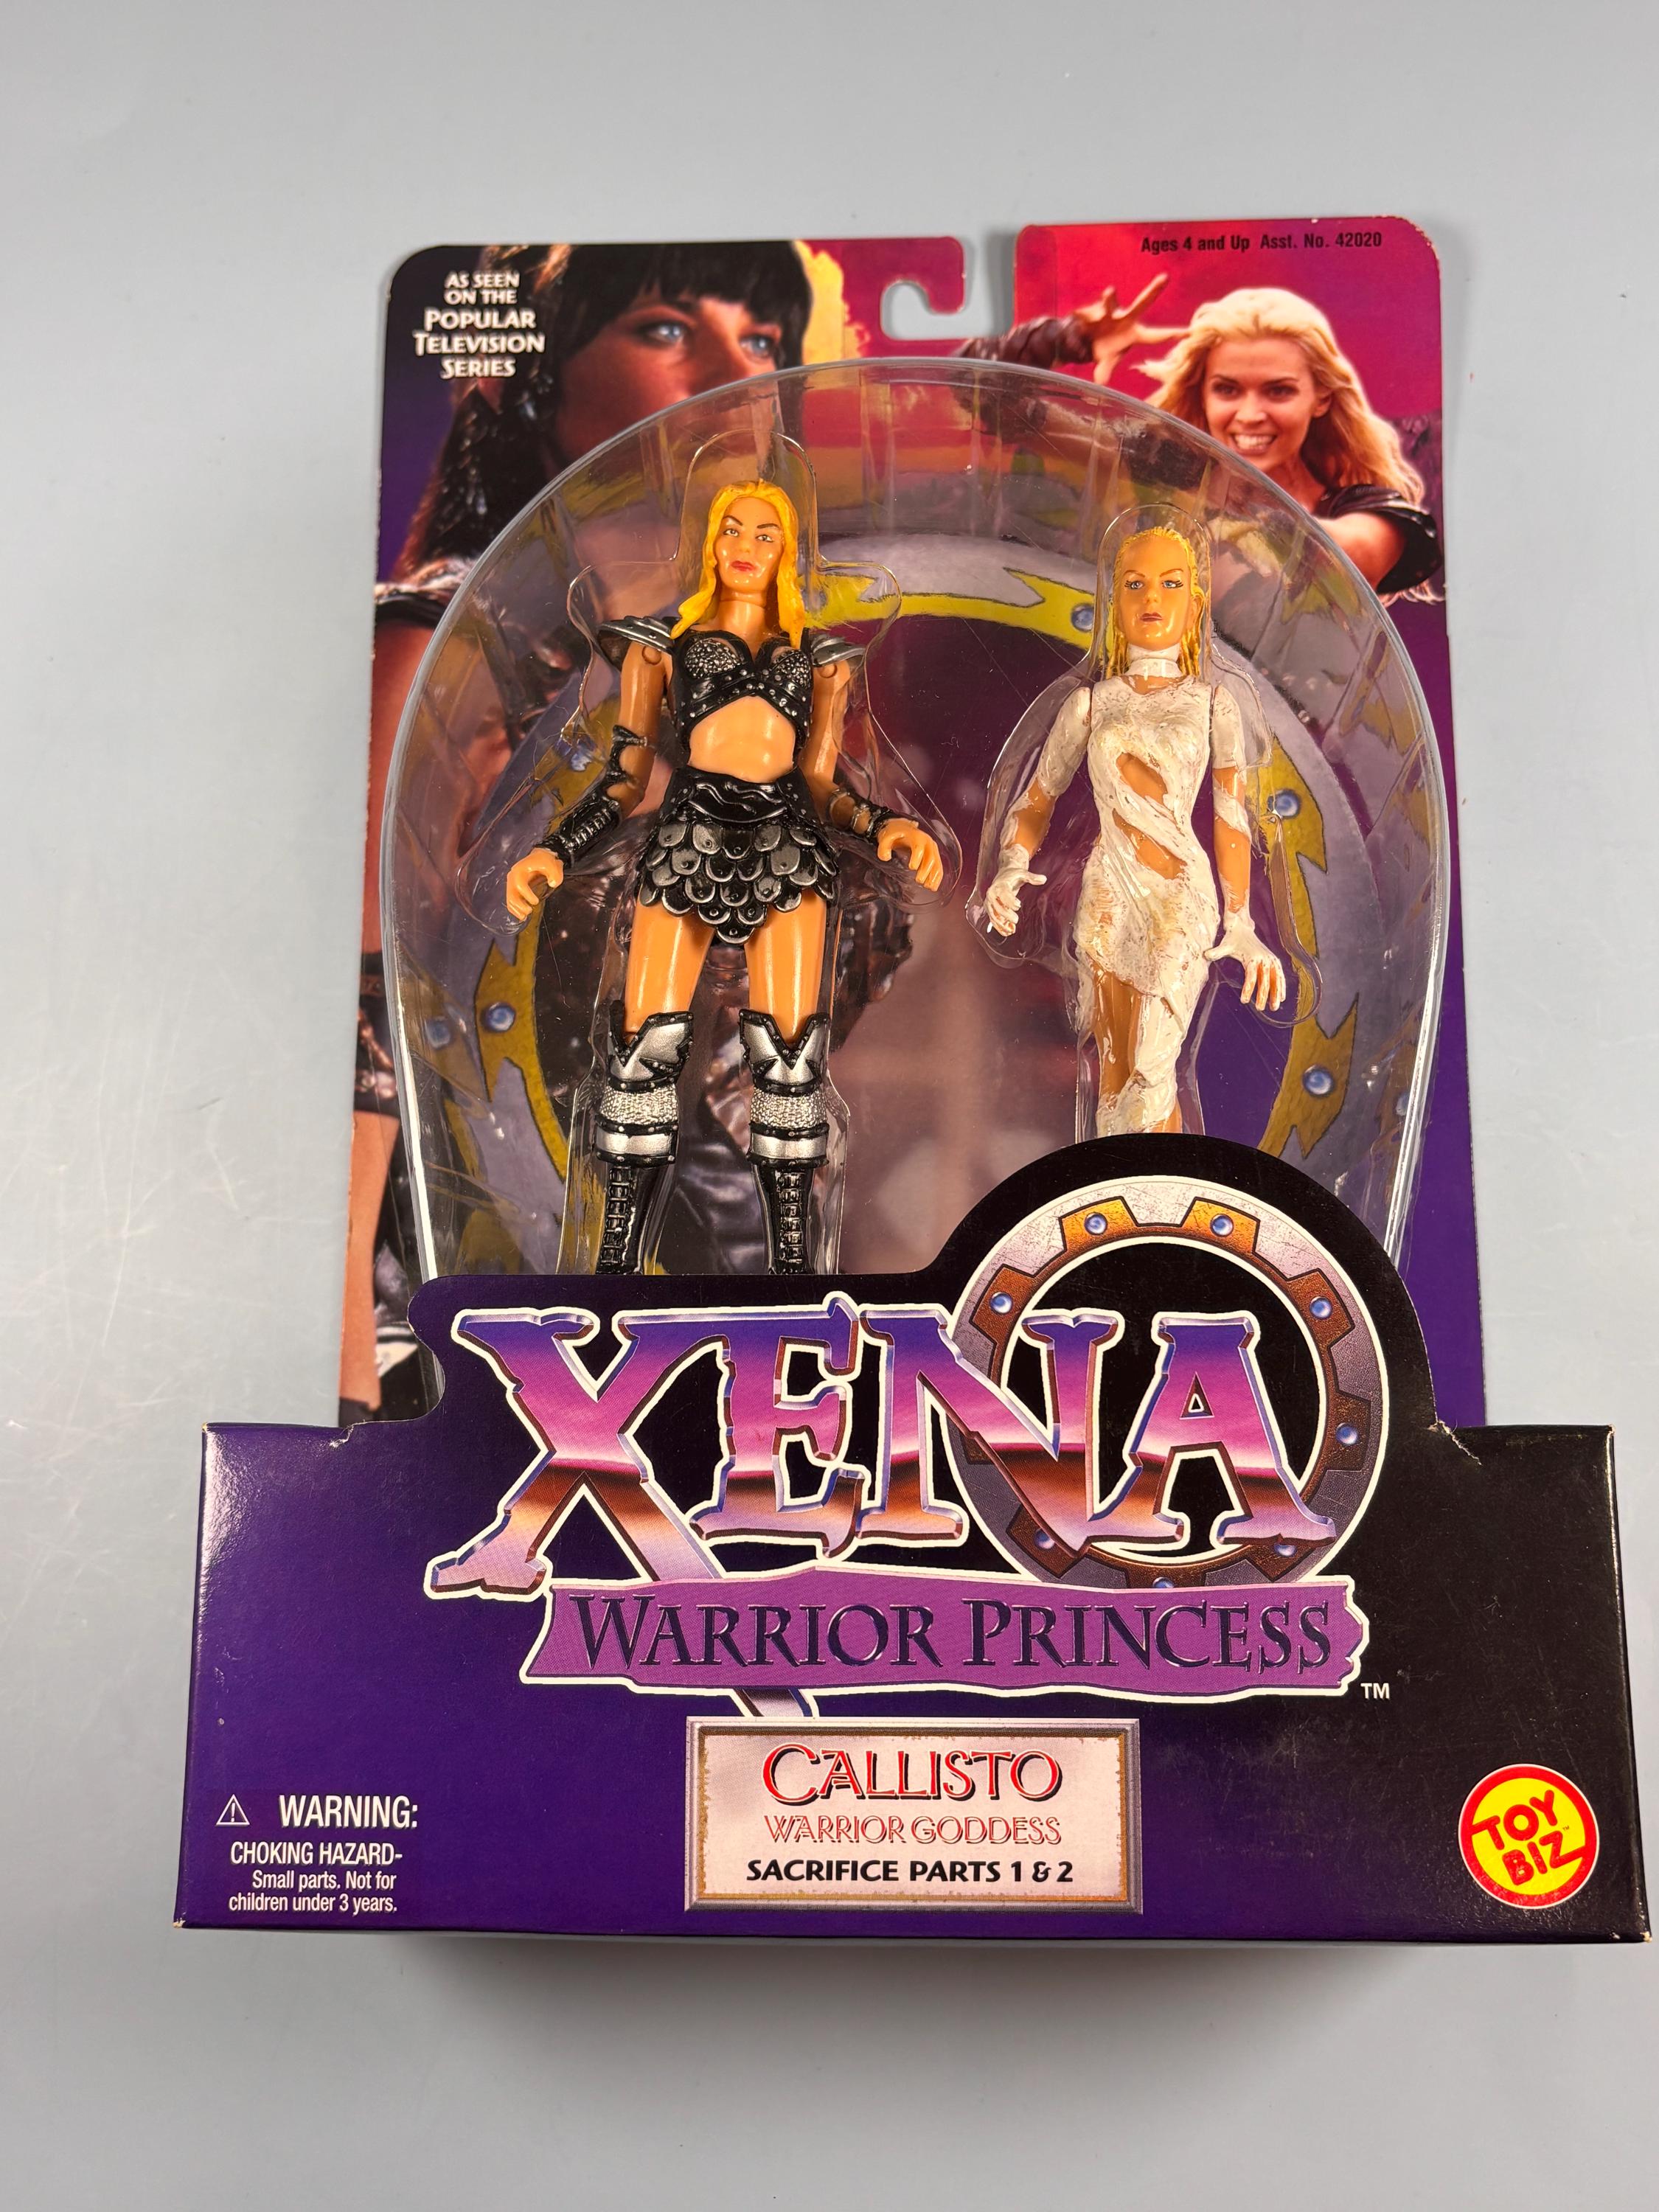 AS SEEN
ON THE
POPULAR
TELEVISION
SERIES
Ages 4 and Up Asst. No. 42020
XENA
WARRIOR PRINCESS
TM
CALLISTO
WARRIOR GODDESS
SACRIFICE PARTS 1 & 2
⚠ WARNING:
CHOKING HAZARD-
Small parts. Not for
children under 3 years.
TOY
BIZ